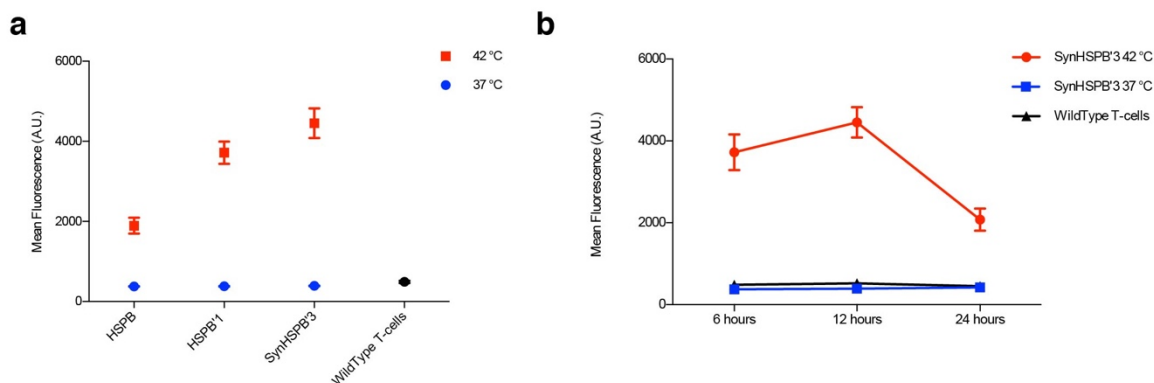 a
42 °C
37 °C
6000
4000
2000
0
Mean Fluorescence (A.U.)
HSPB
HSPB'1
SynHSPB'3
WildType T-cells
b
SynHSPB'3 42 °C
SynHSPB'3 37 °C
WildType T-cells
6000
4000
2000
0
Mean Fluorescence (A.U.)
6 hours
12 hours
24 hours